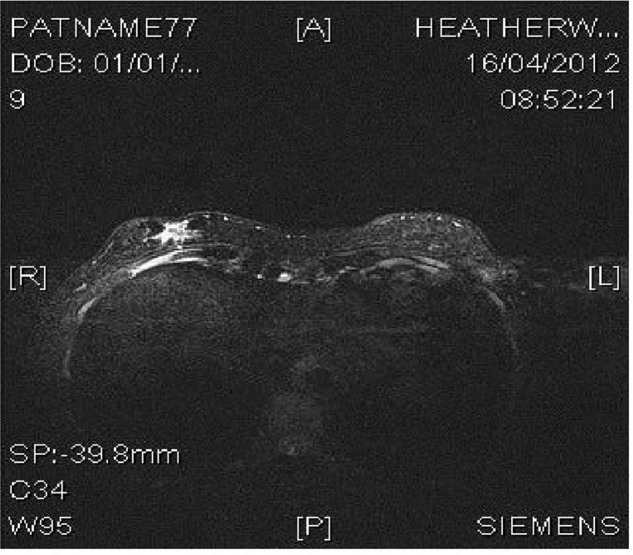 PATNAME77 [A] HEATHERW...
DOB: 01/01/... 16/04/2012
9 08:52:21
[R] [L]
SP:-39.8mm
C34
W95 [P] SIEMENS